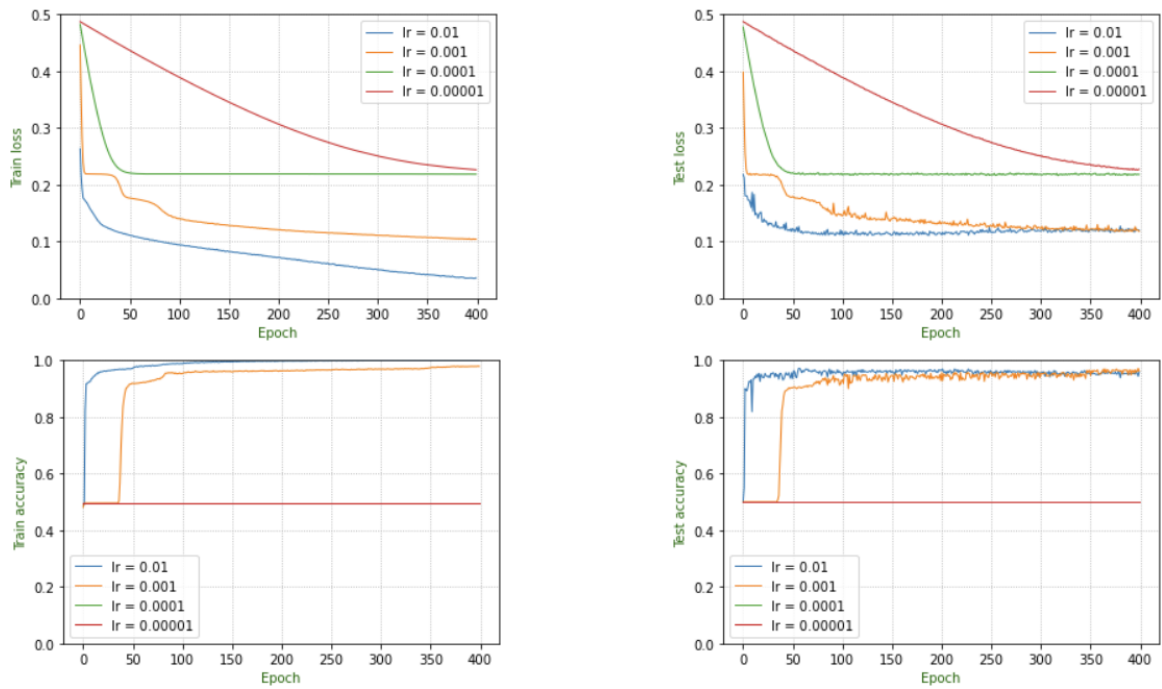 0.5
0.4
0.3
0.2
0.1
0.0
Train loss
lr = 0.01
lr = 0.001
lr = 0.0001
lr = 0.00001
0 50 100 150 200 250 300 350 400
Epoch
0.5
0.4
0.3
0.2
0.1
0.0
Test loss
lr = 0.01
lr = 0.001
lr = 0.0001
lr = 0.00001
0 50 100 150 200 250 300 350 400
Epoch
1.0
0.8
0.6
0.4
0.2
0.0
Train accuracy
lr = 0.01
lr = 0.001
lr = 0.0001
lr = 0.00001
0 50 100 150 200 250 300 350 400
Epoch
1.0
0.8
0.6
0.4
0.2
0.0
Test accuracy
lr = 0.01
lr = 0.001
lr = 0.0001
lr = 0.00001
0 50 100 150 200 250 300 350 400
Epoch